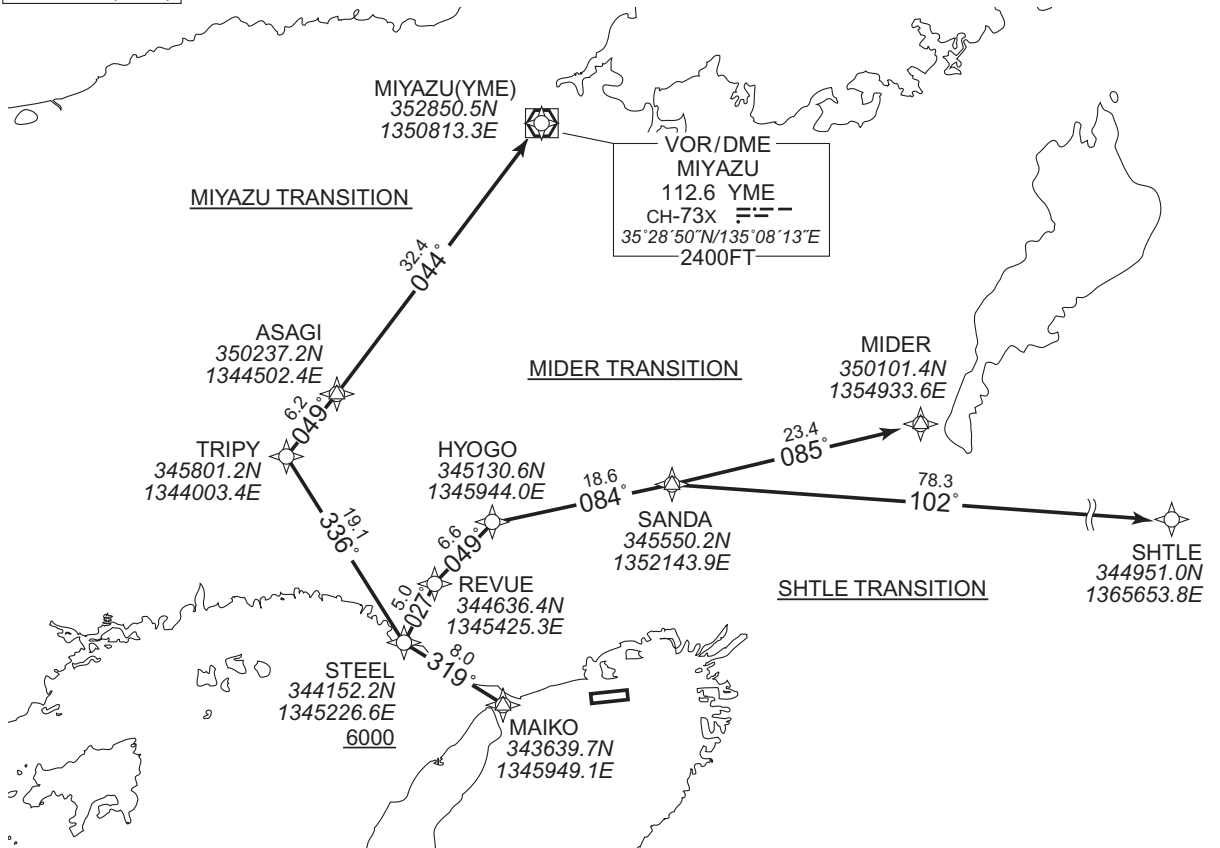 MIYAZU(YME)
352850.5N
1350813.3E
VOR/DME
MIYAZU
112.6 YME
CH-73X
35°28´50˝N/135°08´13˝E
2400FT
MIYAZU TRANSITION
32.4
044°
ASAGI
350237.2N
1344502.4E
6.2
049°
TRIPY
345801.2N
1344003.4E
19.1
336°
MIDER TRANSITION
MIDER
350101.4N
1354933.6E
23.4
085°
HYOGO
345130.6N
1345944.0E
18.6
084°
78.3
102°
SANDA
345550.2N
1352143.9E
SHTLE
344951.0N
1365653.8E
SHTLE TRANSITION
6.6
049°
REVUE
344636.4N
1345425.3E
5.0
027°
STEEL
344152.2N
1345226.6E
6000
8.0
319°
MAIKO
343639.7N
1345949.1E